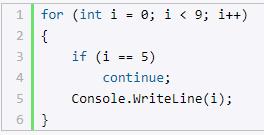 1 for (int i = 0; i < 9; i++)
2 {
3     if (i == 5)
4         continue;
5     Console.WriteLine(i);
6 }